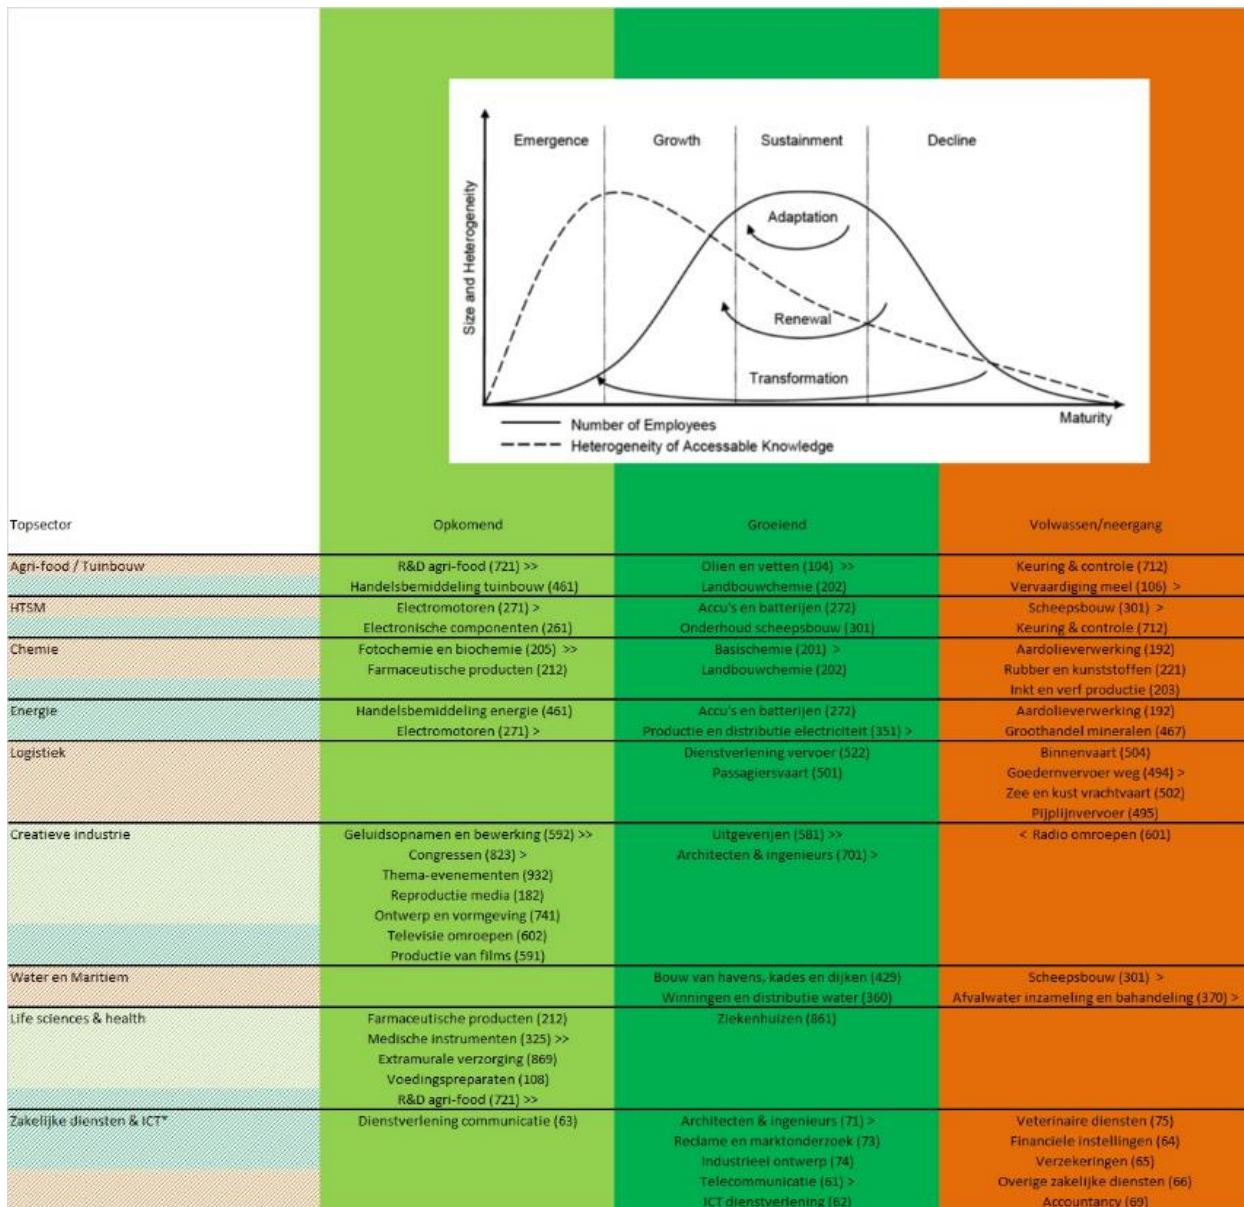 Emergence Growth Sustainment Decline
Size and Heterogeneity
Adaptation
Renewal
Transformation
Maturity
Number of Employees
Heterogeneity of Accessable Knowledge
Topsector Opkomend Groeiend Volwassen/neergang
Agri-food / Tuinbouw R&D agri-food (721) >> Olien en vetten (104) >> Keuring & controle (712)
Handelsbemiddeling tuinbouw (461) Landbouwchemie (202) Vervaardiging meel (106) >
HTSM Electromotoren (271) > Accu's en batterijen (272) Scheepsbouw (301) >
Electronische componenten (261) Onderhoud scheepsbouw (301) Keuring & controle (712)
Chemie Fotochemie en biochemie (205) >> Basischemie (201) > Aardolieverwerking (192)
Farmaceutische producten (212) Landbouwchemie (202) Rubber en kunststoffen (221)
Inkt en verf productie (203)
Energie Handelsbemiddeling energie (461) Accu's en batterijen (272) Aardolieverwerking (192)
Electromotoren (271) > Productie en distributie electriciteit (351) > Groothandel mineralen (467)
Logistiek Dienstverlening vervoer (522) Binnenvaart (504)
Passagiersvaart (501) Goedernvervoer weg (494) >
Zee en kust vrachtvaart (502)
Pijplijnvervoer (495)
Creatieve industrie Geluidsopnamen en bewerking (592) >> Uitgeverijen (581) >> < Radio omroepen (601)
Congressen (823) > Architecten & ingenieurs (701) >
Thema-evenementen (932)
Reproductie media (182)
Ontwerp en vormgeving (741)
Televisie omroepen (602)
Productie van films (591)
Water en Maritiem Bouw van havens, kades en dijken (429) Scheepsbouw (301) >
Winningen en distributie water (360) Afvalwater inzameling en bahandeling (370) >
Life sciences & health Farmaceutische producten (212) Ziekenhuizen (861)
Medische instrumenten (325) >>
Extramurale verzorging (869)
Voedingspreparaten (108)
R&D agri-food (721) >>
Zakelijke diensten & ICT* Dienstverlening communicatie (63) Architecten & ingenieurs (71) > Veterinaire diensten (75)
Reclame en marktonderzoek (73) Financiele instellingen (64)
Industrieel ontwerp (74) Verzekeringen (65)
Telecommunicatie (61) > Overige zakelijke diensten (66)
ICT dienstverlening (62) Accountancy (69)